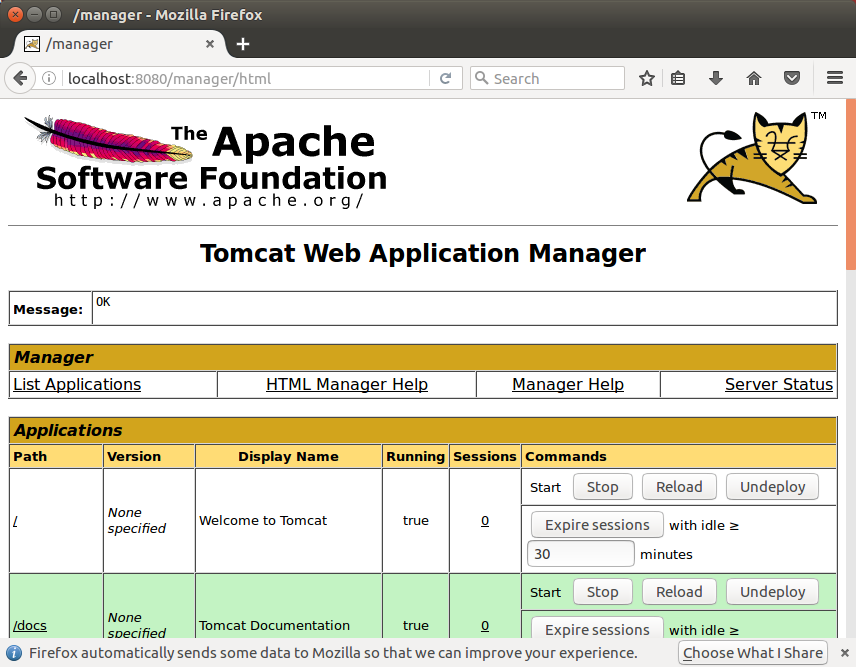 /manager - Mozilla Firefox
/manager
localhost:8080/manager/html
Search
The Apache
Software Foundation
http://www.apache.org/
TM
Tomcat Web Application Manager
Message: OK
Manager
List Applications HTML Manager Help Manager Help Server Status
Applications
Path Version Display Name Running Sessions Commands
/ None specified Welcome to Tomcat true 0 Start Stop Reload Undeploy
Expire sessions with idle ≥
30 minutes
/docs None specified Tomcat Documentation true 0 Start Stop Reload Undeploy
Expire sessions with idle ≥
Firefox automatically sends some data to Mozilla so that we can improve your experience. Choose What I Share